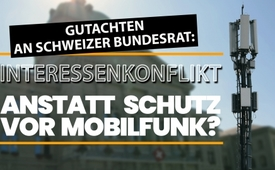 GUTACHTEN
AN SCHWEIZER BUNDESRAT:
INTERESSENKONFLIKT
ANSTATT SCHUTZ
VOR MOBILFUNK?